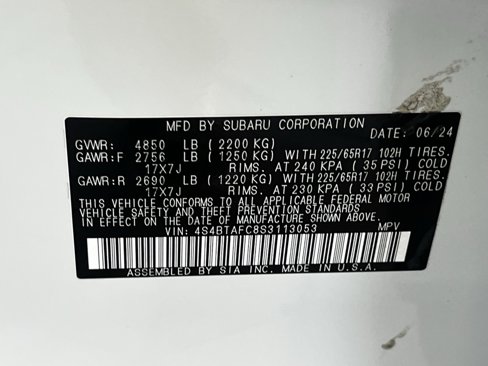 MFD BY SUBARU CORPORATION DATE: 06/24
GVWR: 4850 LB (2200 KG)
GAWR:F 2756 LB (1250 KG) WITH 225/65R17 102H TIRES.
17X7J RIMS. AT 240 KPA (35 PSI) COLD
GAWR:R 2690 LB (1220 KG) WITH 225/65R17 102H TIRES.
17X7J RIMS. AT 230 KPA (33 PSI) COLD
THIS VEHICLE CONFORMS TO ALL APPLICABLE FEDERAL MOTOR
VEHICLE SAFETY AND THEFT PREVENTION STANDARDS
IN EFFECT ON THE DATE OF MANUFACTURE SHOWN ABOVE.
VIN: 4S4BTAFC8S3113053 MPV
ASSEMBLED BY SIA INC. MADE IN U.S.A.